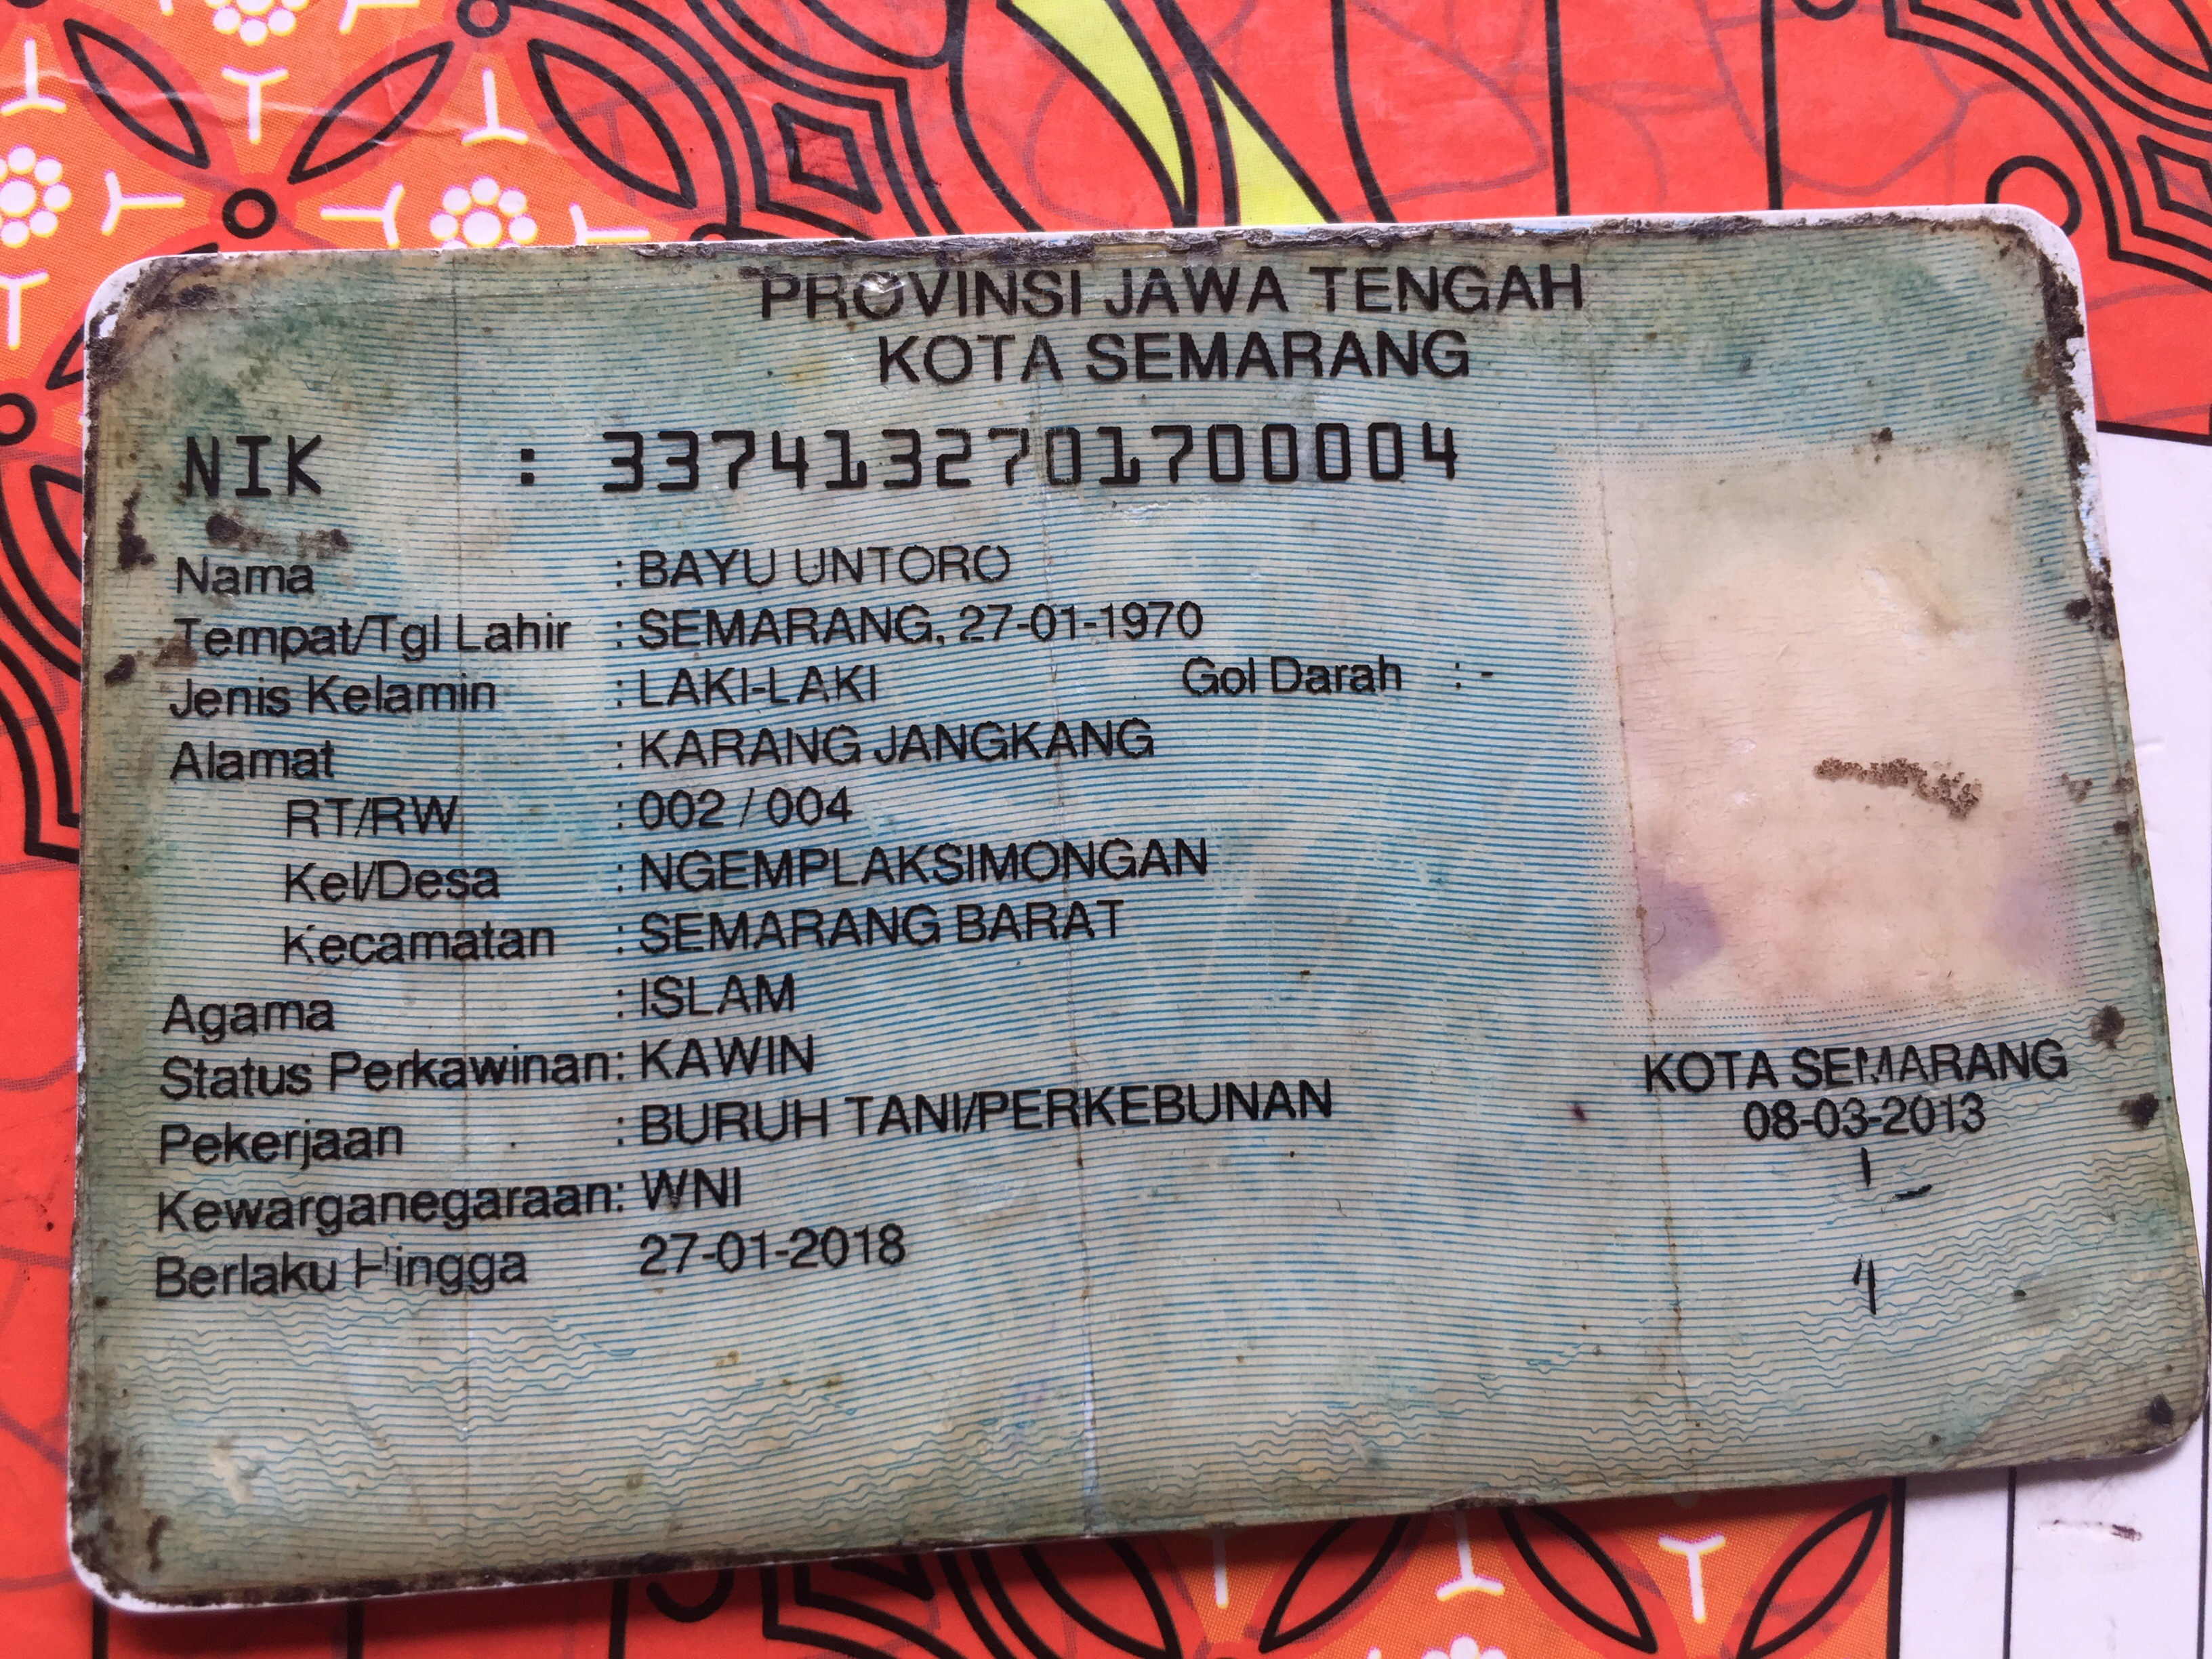 PROVINSI JAWA TENGAH
KOTA SEMARANG
NIK : 3374132701700004
Nama : BAYU UNTORO
Tempat/Tgl Lahir : SEMARANG, 27-01-1970
Jenis Kelamin : LAKI-LAKI Gol Darah : -
Alamat : KARANG JANGKANG
RT/RW : 002 / 004
Kel/Desa : NGEMPLAKSIMONGAN
Kecamatan : SEMARANG BARAT
Agama : ISLAM
Status Perkawinan : KAWIN
Pekerjaan : BURUH TANI/PERKEBUNAN
Kewarganegaraan : WNI
Berlaku Hingga 27-01-2018
KOTA SEMARANG
08-03-2013